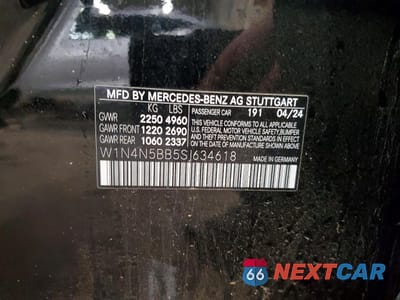 MFD BY MERCEDES-BENZ AG STUTTGART
KG LBS
PASSENGER CAR 191 04/24
GVWR 2250 4960
GAWR FRONT 1220 2690
GAWR REAR 1060 2337
THIS VEHICLE CONFORMS TO ALL
APPLICABLE U.S. FEDERAL MOTOR
VEHICLE SAFETY, BUMPER,
AND THEFT PREVENTION
STANDARDS IN EFFECT ON THE DATE
OF MANUFACTURE SHOWN ABOVE.
W1N4N5BB5SJ634618
MADE IN GERMANY
66 NEXTCAR